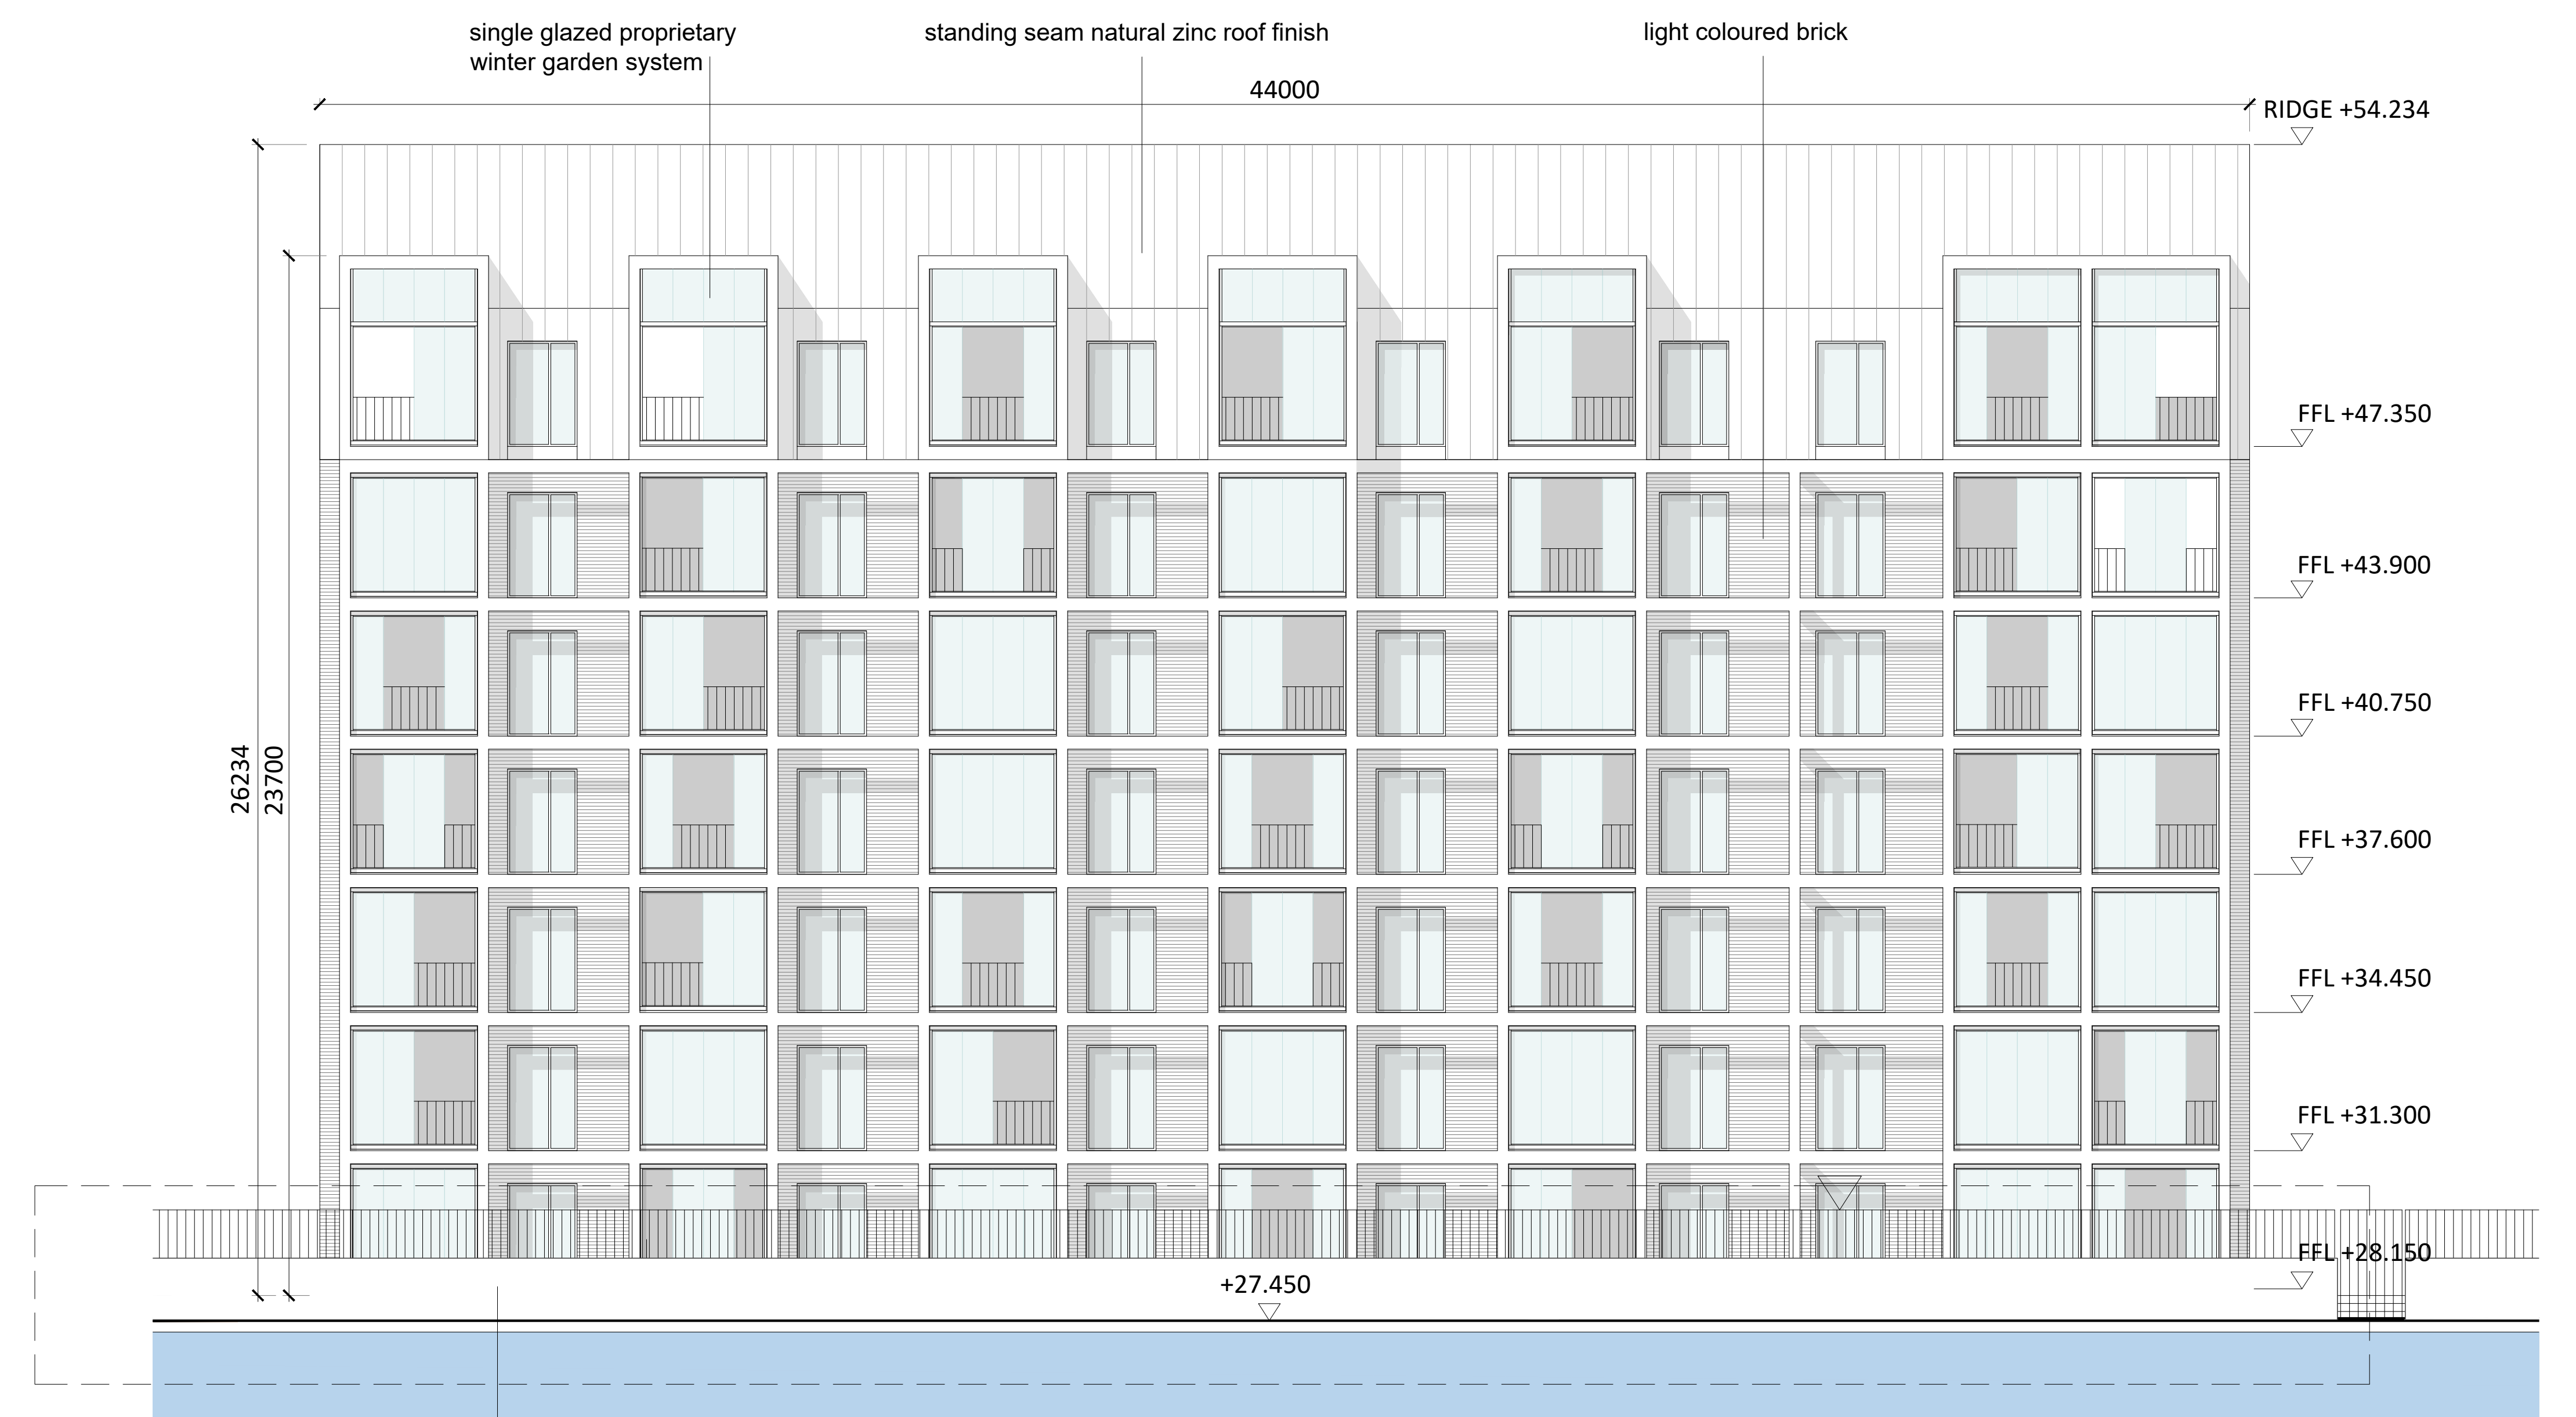 single glazed proprietary
winter garden system
standing seam natural zinc roof finish
light coloured brick
44000
RIDGE +54.234
FFL +47.350
FFL +43.900
FFL +40.750
26234
23700
FFL +37.600
FFL +34.450
FFL +31.300
FFL +28.150
+27.450